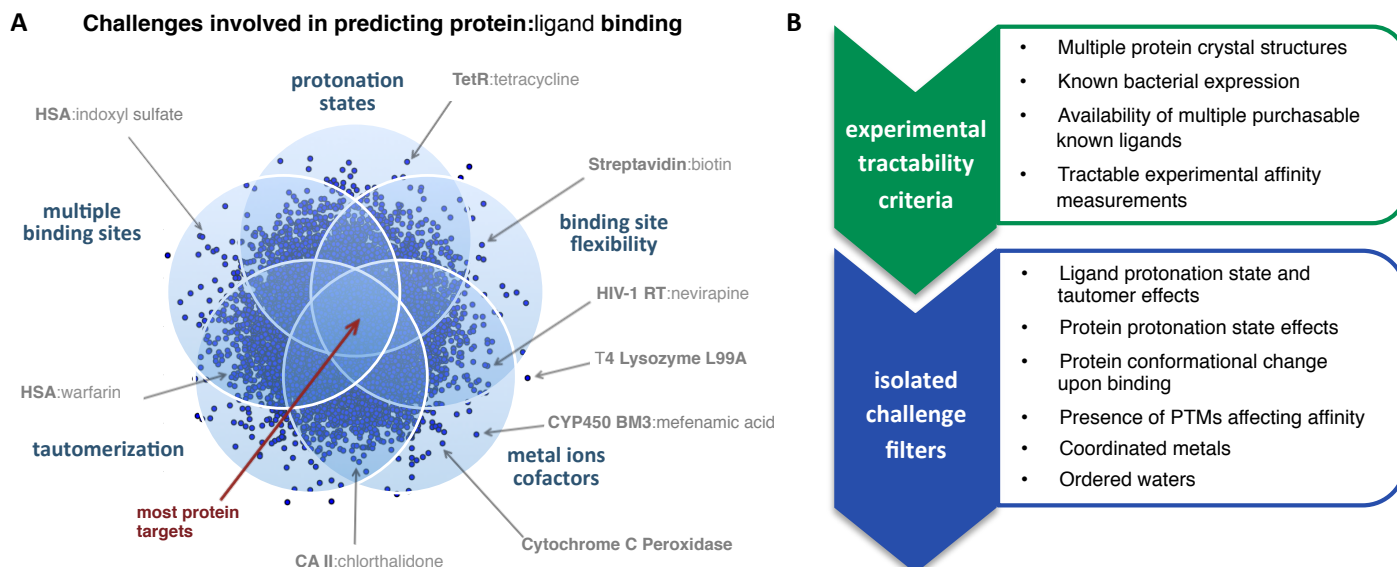 A
Challenges involved in predicting protein:ligand binding
protonation
states
TetR:tetracycline
HSA:indoxyl sulfate
Streptavidin:biotin
multiple
binding sites
binding site
flexibility
HIV-1 RT:nevirapine
T4 Lysozyme L99A
HSA:warfarin
CYP450 BM3:mefenamic acid
tautomerization
metal ions
cofactors
most protein
targets
Cytochrome C Peroxidase
CA II:chlorthalidone
B
experimental
tractability
criteria
• Multiple protein crystal structures
• Known bacterial expression
• Availability of multiple purchasable
known ligands
• Tractable experimental affinity
measurements
isolated
challenge
filters
• Ligand protonation state and
tautomer effects
• Protein protonation state effects
• Protein conformational change
upon binding
• Presence of PTMs affecting affinity
• Coordinated metals
• Ordered waters